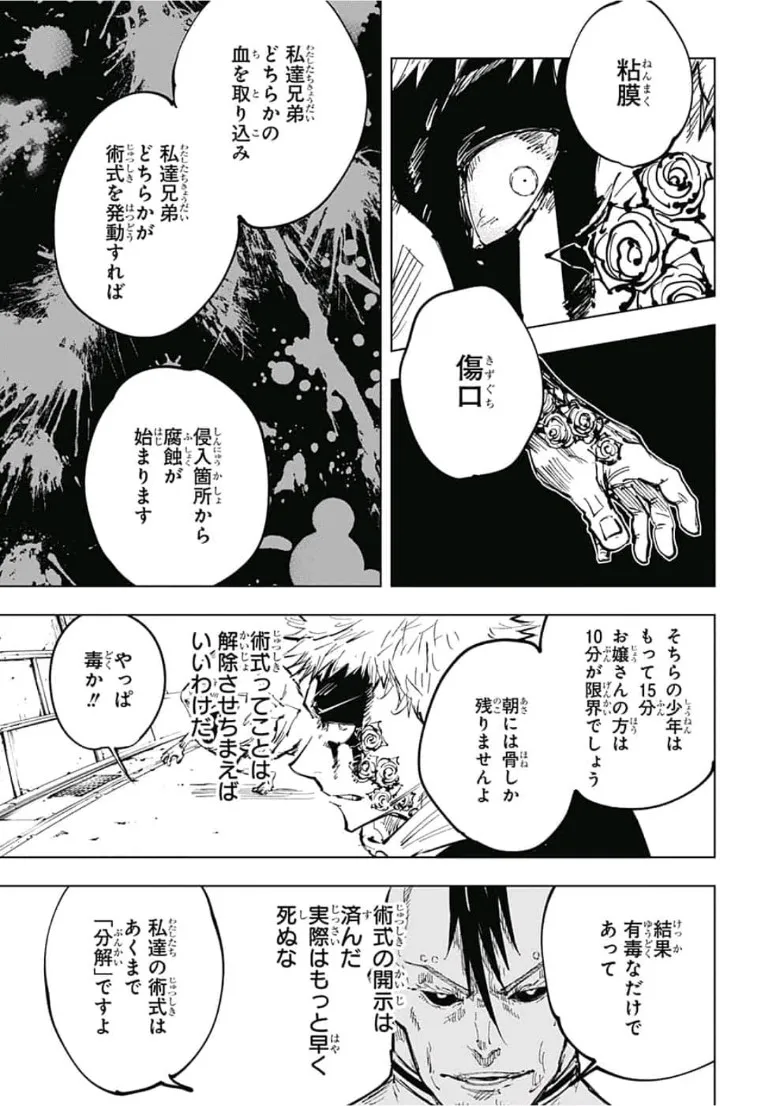 粘膜
傷口
私達兄弟
どちらかの
血を取り込み
私達兄弟
どちらかが
術式を発動すれば
侵入箇所から
腐蝕が
始まります
そちらの少年は
もって15分
お嬢さんの方は
10分が限界でしょう
朝には骨しか
残りませんよ
術式ってことは
解除させちまえば
いいわけだ
やっぱ
毒か!!
結果
有毒なだけで
あって
術式の開示は
済んだ
実際はもっと早く
死ぬな
私達の術式は
あくまで
「分解」ですよ